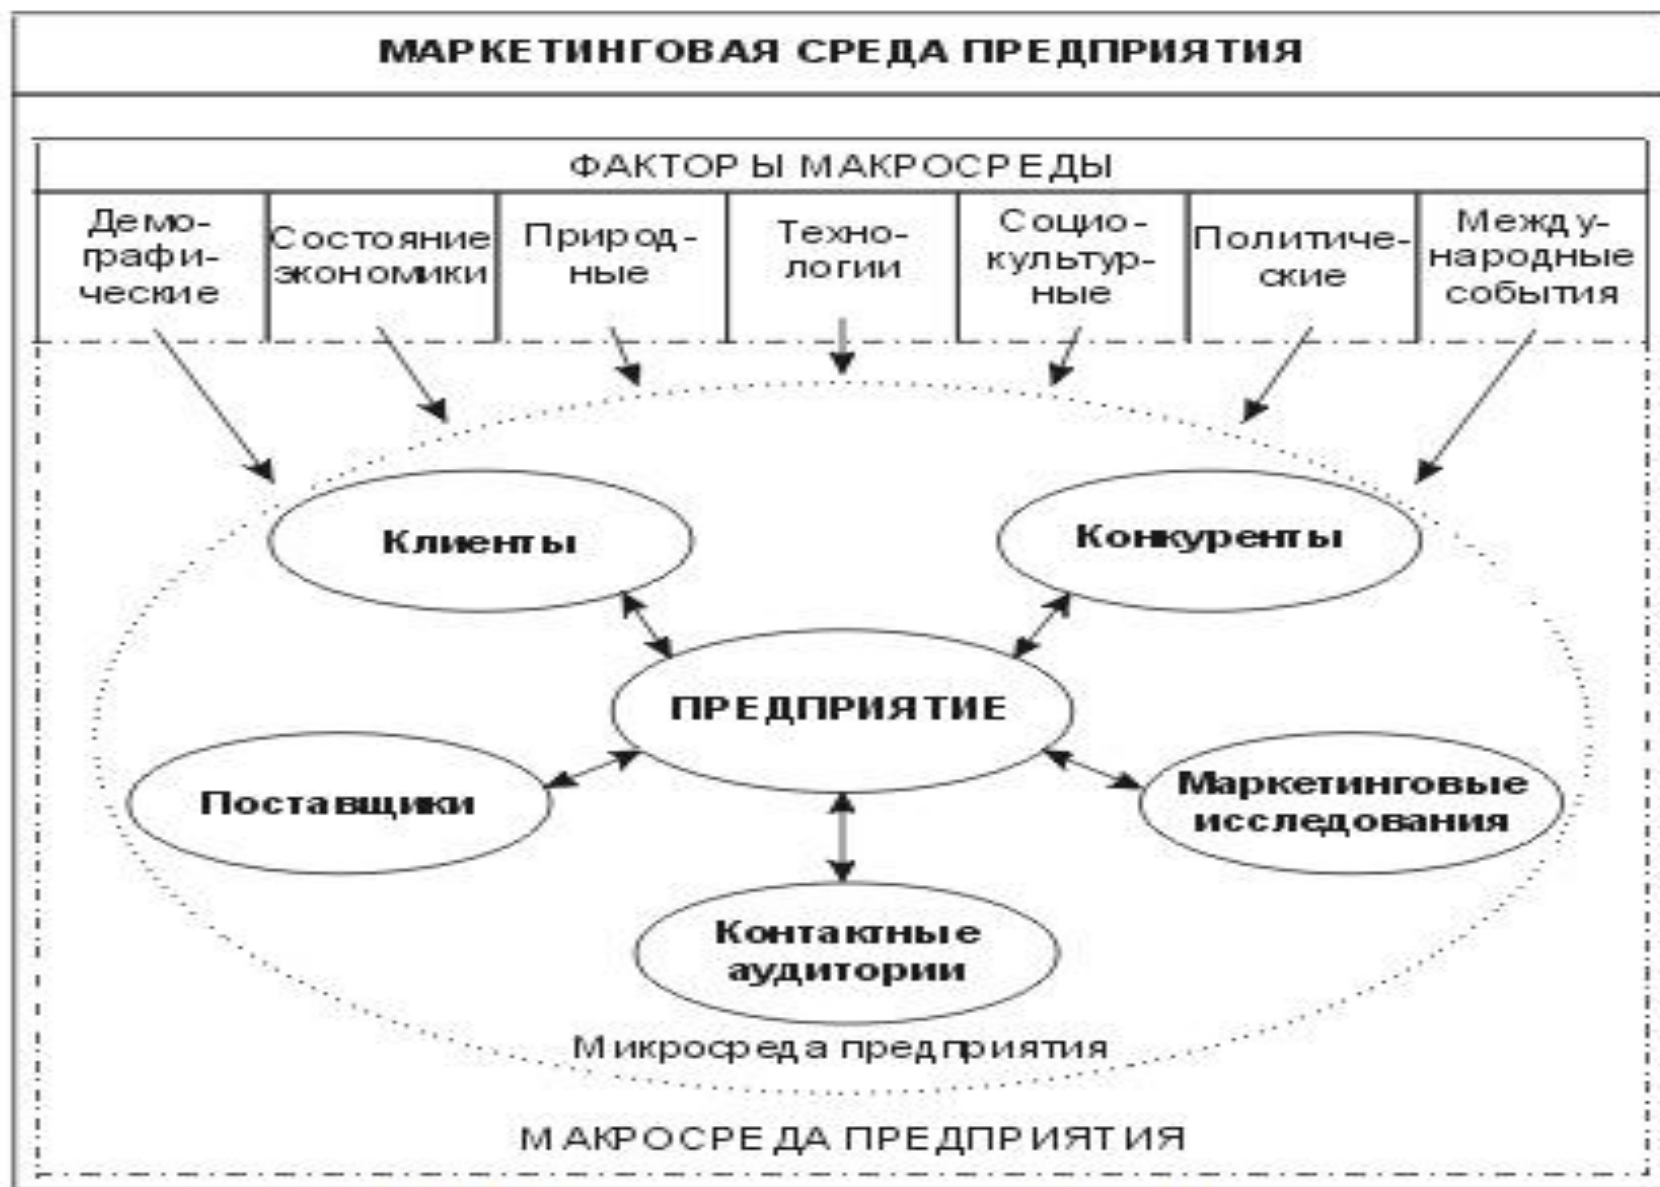 МАРКЕТИНГОВАЯ СРЕДА ПРЕДПРИЯТИЯ
ФАКТОРЫ МАКРОСРЕДЫ
Демо-
графи-
ческие
Состояние
экономики
Природ-
ные
Техно-
логии
Социо-
культур-
ные
Политиче-
ские
Между-
народные
события
Клиенты
Конкуренты
ПРЕДПРИЯТИЕ
Поставщики
Маркетинговые
исследования
Контактные
аудитории
Микросреда предприятия
МАКРОСРЕДА ПРЕДПРИЯТИЯ